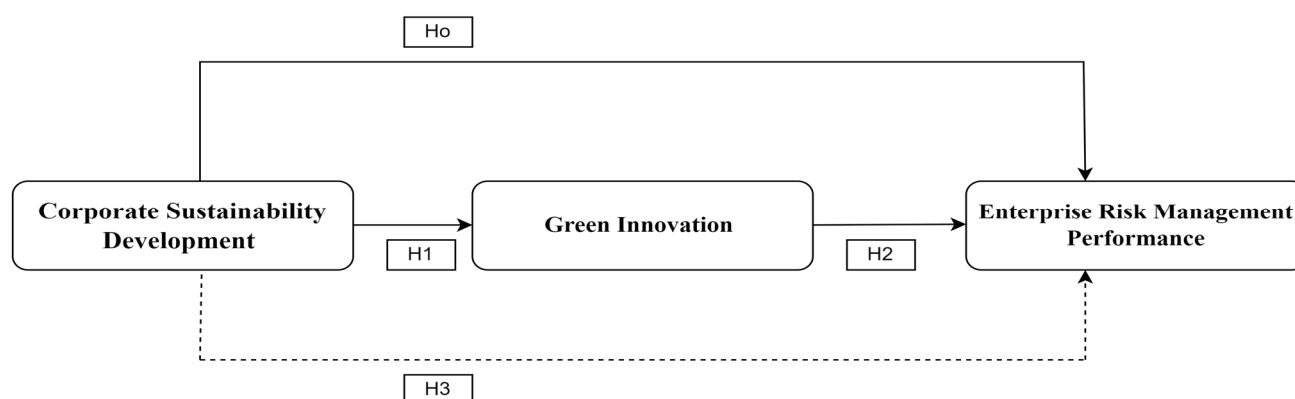 Ho
Corporate Sustainability
Development
Green Innovation
Enterprise Risk Management
Performance
H1
H2
H3